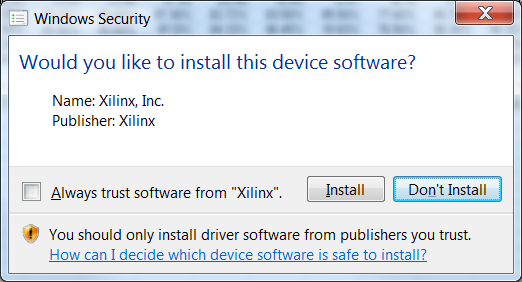 Windows Security
Would you like to install this device software?
Name: Xilinx, Inc.
Publisher: Xilinx
Always trust software from "Xilinx".
Install
Don't Install
You should only install driver software from publishers you trust.
How can I decide which device software is safe to install?